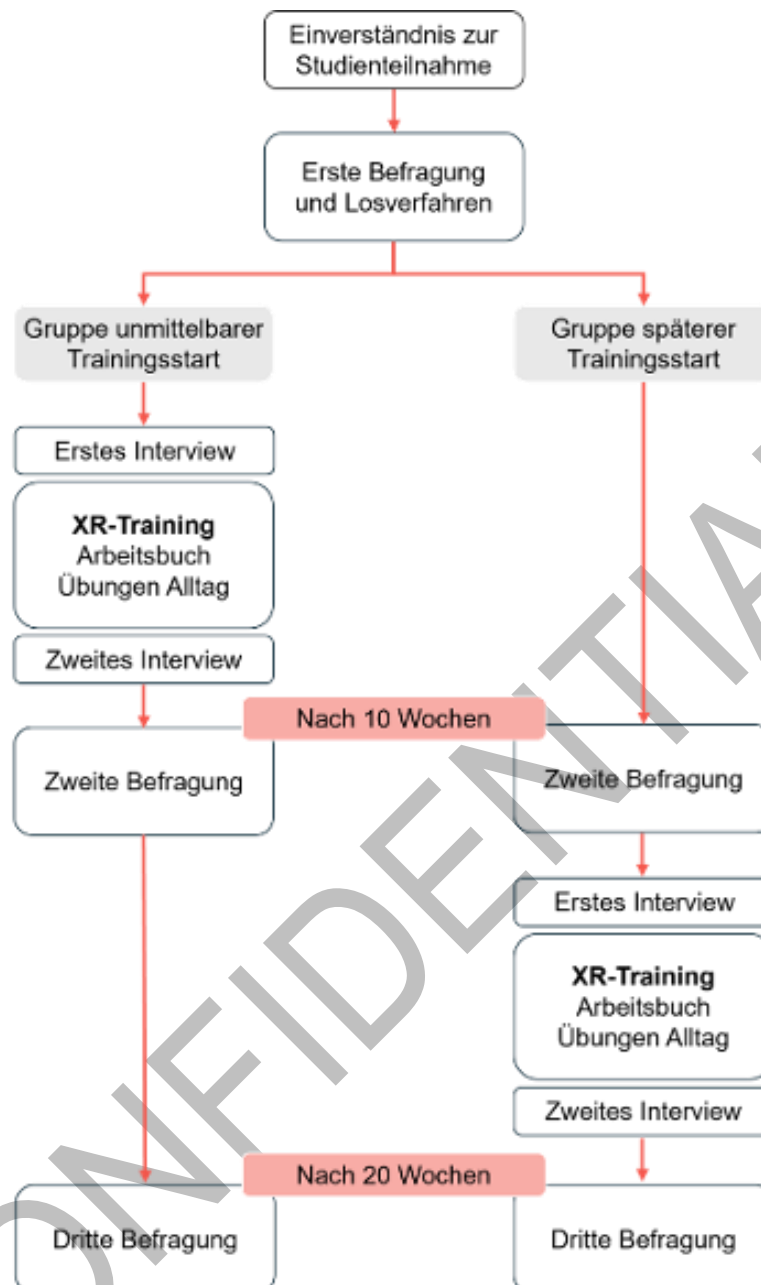 Einverständnis zur
Studienteilnahme
Erste Befragung
und Losverfahren
Gruppe unmittelbarer
Trainingsstart
Gruppe späterer
Trainingsstart
Erstes Interview
XR-Training
Arbeitsbuch
Übungen Alltag
Zweites Interview
Nach 10 Wochen
Zweite Befragung
Zweite Befragung
Erstes Interview
XR-Training
Arbeitsbuch
Übungen Alltag
Zweites Interview
Nach 20 Wochen
Dritte Befragung
Dritte Befragung
ONFIDENTIA